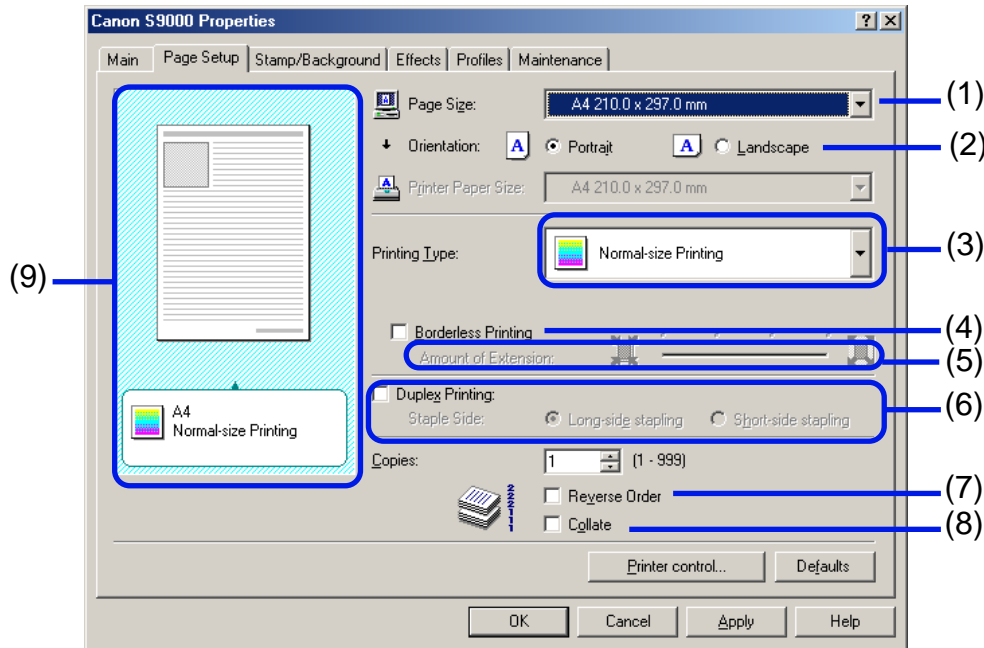 Canon S9000 Properties
Main Page Setup Stamp/Background Effects Profiles Maintenance
Page Size: A4 210.0 x 297.0 mm (1)
Orientation: A Portrait A Landscape (2)
Printer Paper Size: A4 210.0 x 297.0 mm
Printing Type: Normal-size Printing (3)
(9)
Borderless Printing (4)
Amount of Extension: (5)
Duplex Printing: (6)
Staple Side: Long-side stapling Short-side stapling
A4
Normal-size Printing
Copies: 1 (1 - 999)
222111
Reverse Order (7)
Collate (8)
Printer control... Defaults
OK Cancel Apply Help